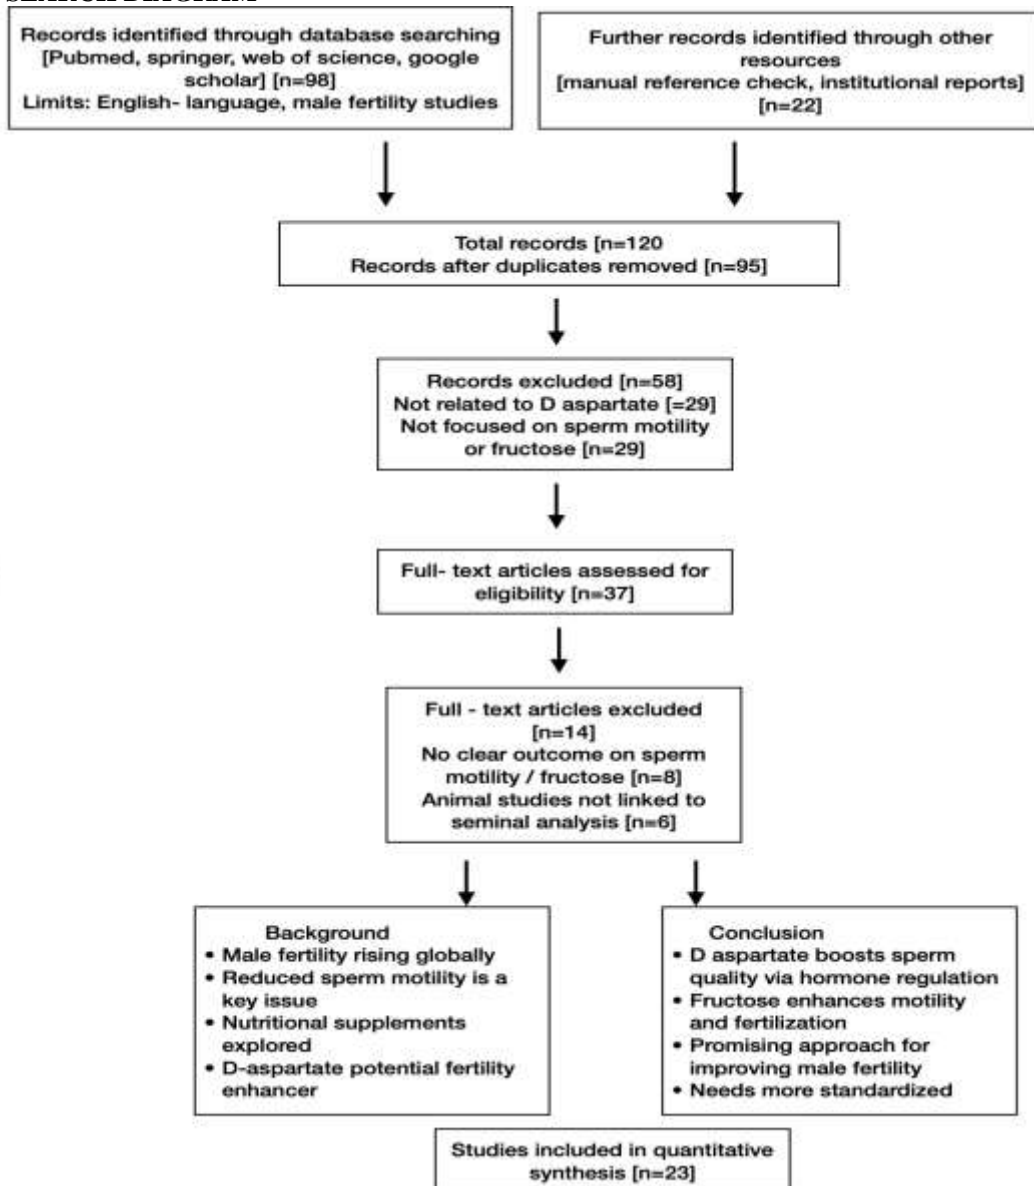 SEARCH DIAGRAM
Records identified through database searching
[Pubmed, springer, web of science, google
scholar] [n=98]
Limits: English- language, male fertility studies
Further records identified through other
resources
[manual reference check, institutional reports]
[n=22]
Total records [n=120
Records after duplicates removed [n=95]
Records excluded [n=58]
Not related to D aspartate [=29]
Not focused on sperm motility
or fructose [n=29]
Full- text articles assessed for
eligibility [n=37]
Full - text articles excluded
[n=14]
No clear outcome on sperm
motility / fructose [n=8]
Animal studies not linked to
seminal analysis [n=6]
Background
• Male fertility rising globally
• Reduced sperm motility is a
key issue
• Nutritional supplements
explored
• D-aspartate potential fertility
enhancer
Conclusion
• D aspartate boosts sperm
quality via hormone regulation
• Fructose enhances motility
and fertilization
• Promising approach for
improving male fertility
• Needs more standardized
Studies included in quantitative
synthesis [n=23]